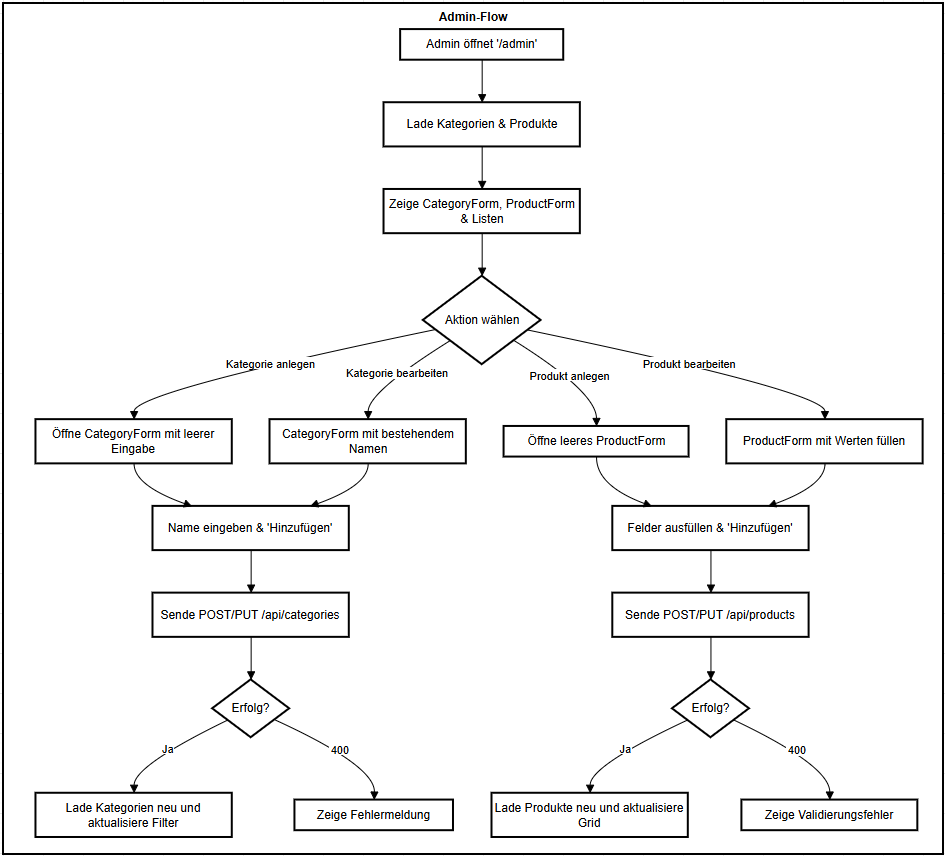 Admin-Flow
Admin öffnet '/admin'
Lade Kategorien & Produkte
Zeige CategoryForm, ProductForm
& Listen
Aktion wählen
Kategorie anlegen
Kategorie bearbeiten
Produkt anlegen
Produkt bearbeiten
Öffne CategoryForm mit leerer
Eingabe
CategoryForm mit bestehendem
Namen
Öffne leeres ProductForm
ProductForm mit Werten füllen
Name eingeben & 'Hinzufügen'
Felder ausfüllen & 'Hinzufügen'
Sende POST/PUT /api/categories
Sende POST/PUT /api/products
Erfolg?
Erfolg?
Ja
400
Ja
400
Lade Kategorien neu und
aktualisiere Filter
Zeige Fehlermeldung
Lade Produkte neu und aktualisiere
Grid
Zeige Validierungsfehler